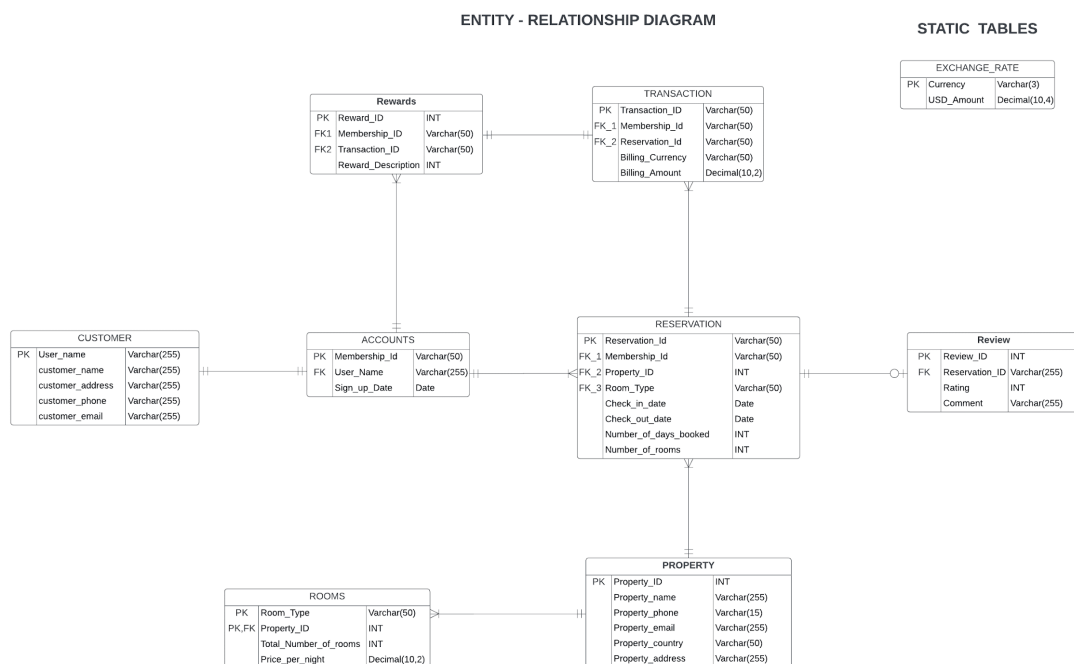 ENTITY - RELATIONSHIP DIAGRAM
STATIC TABLES
EXCHANGE_RATE
PK Currency Varchar(3)
USD_Amount Decimal(10,4)
Rewards
PK Reward_ID INT
FK1 Membership_ID Varchar(50)
FK2 Transaction_ID Varchar(50)
Reward_Description INT
TRANSACTION
PK Transaction_ID Varchar(50)
FK_1 Membership_Id Varchar(50)
FK_2 Reservation_Id Varchar(50)
Billing_Currency Varchar(50)
Billing_Amount Decimal(10,2)
CUSTOMER
PK User_name Varchar(255)
customer_name Varchar(255)
customer_address Varchar(255)
customer_phone Varchar(255)
customer_email Varchar(255)
ACCOUNTS
PK Membership_Id Varchar(50)
FK User_Name Varchar(255)
Sign_up_Date Date
RESERVATION
PK Reservation_Id Varchar(50)
FK_1 Membership_Id Varchar(50)
FK_2 Property_ID INT
FK_3 Room_Type Varchar(50)
Check_in_date Date
Check_out_date Date
Number_of_days_booked INT
Number_of_rooms INT
Review
PK Review_ID INT
FK Reservation_ID Varchar(255)
Rating INT
Comment Varchar(255)
ROOMS
PK Room_Type Varchar(50)
PK,FK Property_ID INT
Total_Number_of_rooms INT
Price_per_night Decimal(10,2)
PROPERTY
PK Property_ID INT
Property_name Varchar(255)
Property_phone Varchar(15)
Property_email Varchar(255)
Property_country Varchar(50)
Property_address Varchar(255)